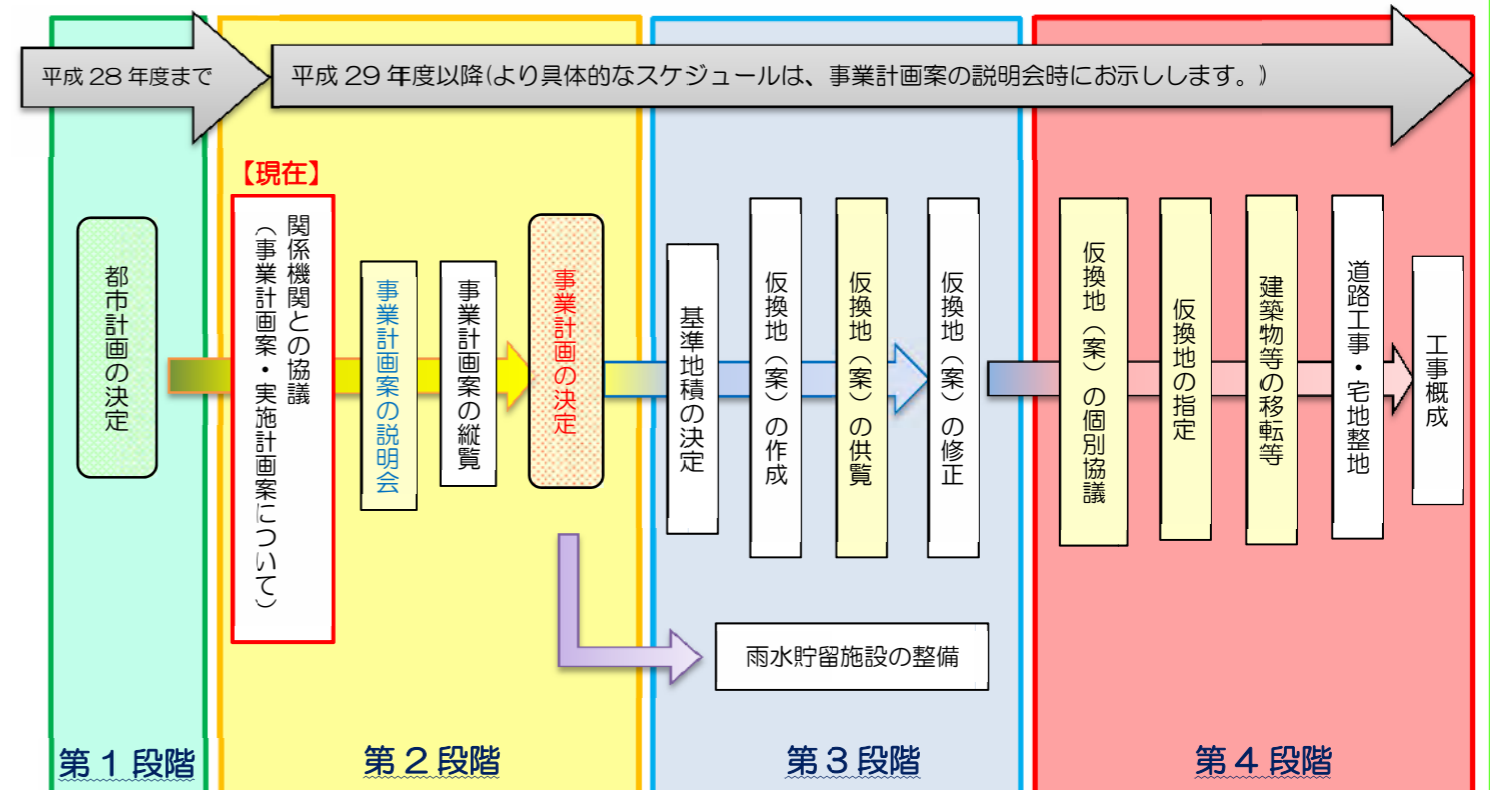 平成 28 年度まで
平成 29 年度以降(より具体的なスケジュールは、事業計画案の説明会時にお示しします。)
【現在】
都市計画の決定
関係機関との協議
（事業計画案・実施計画案について）
事業計画案の説明会
事業計画案の縦覧
事業計画の決定
基準地積の決定
仮換地（案）の作成
仮換地（案）の供覧
仮換地（案）の修正
仮換地（案）の個別協議
仮換地の指定
建築物等の移転等
道路工事・宅地整地
工事概成
雨水貯留施設の整備
第 1 段階
第 2 段階
第 3 段階
第 4 段階